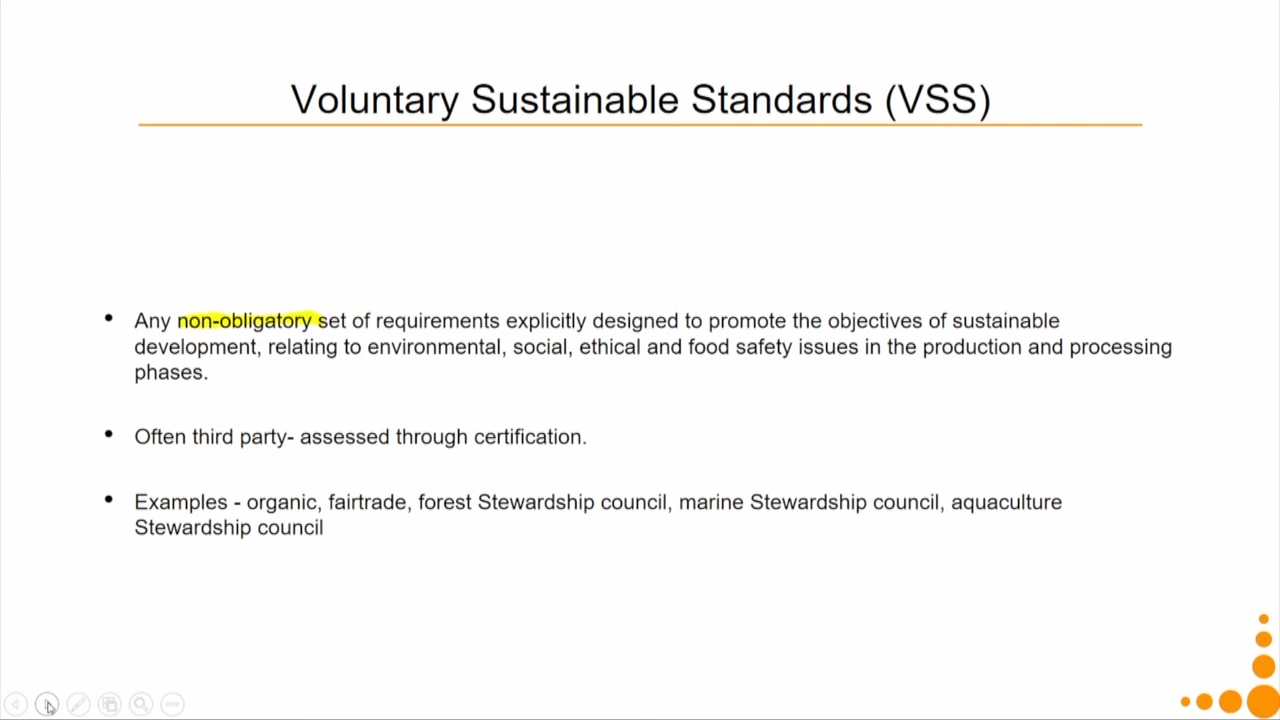 Voluntary Sustainable Standards (VSS)
• Any non-obligatory set of requirements explicitly designed to promote the objectives of sustainable
development, relating to environmental, social, ethical and food safety issues in the production and processing
phases.
• Often third party- assessed through certification.
• Examples - organic, fairtrade, forest Stewardship council, marine Stewardship council, aquaculture
Stewardship council